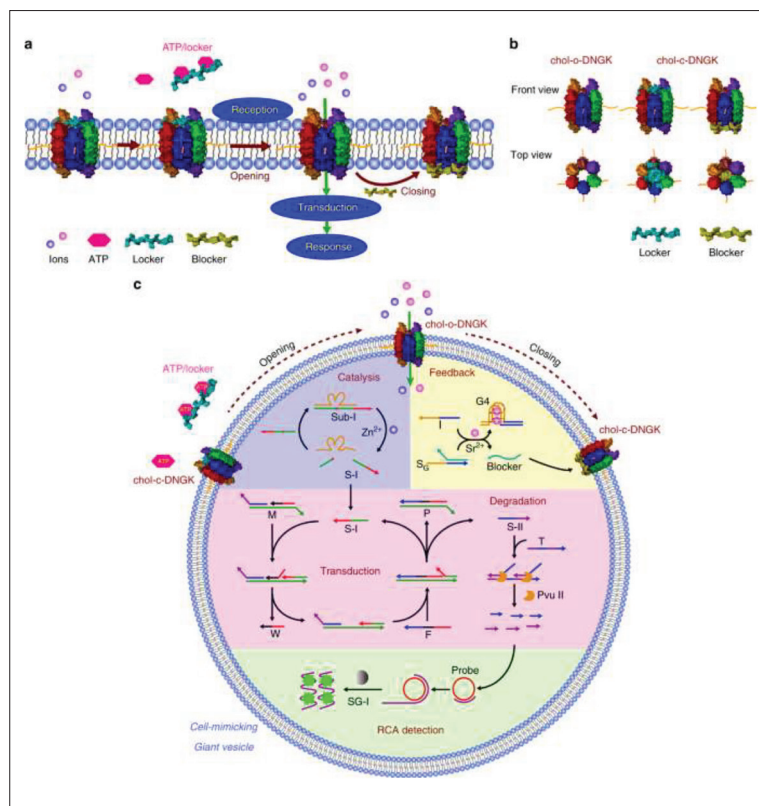 a
ATP/locker
Reception
Opening
Closing
Transduction
Response
Ions
ATP
Locker
Blocker
b
chol-o-DNGK
chol-c-DNGK
Front view
Top view
Locker
Blocker
c
chol-o-DNGK
Opening
Closing
ATP/locker
ATP
ATP
ATP
chol-c-DNGK
chol-c-DNGK
Catalysis
Sub-I
Zn2+
S-I
Feedback
I
G4
Sr2+
SG
Blocker
M
S-I
P
Degradation
S-II
T
Transduction
Pvu II
W
F
Probe
SG-I
RCA detection
Cell-mimicking
Giant vesicle